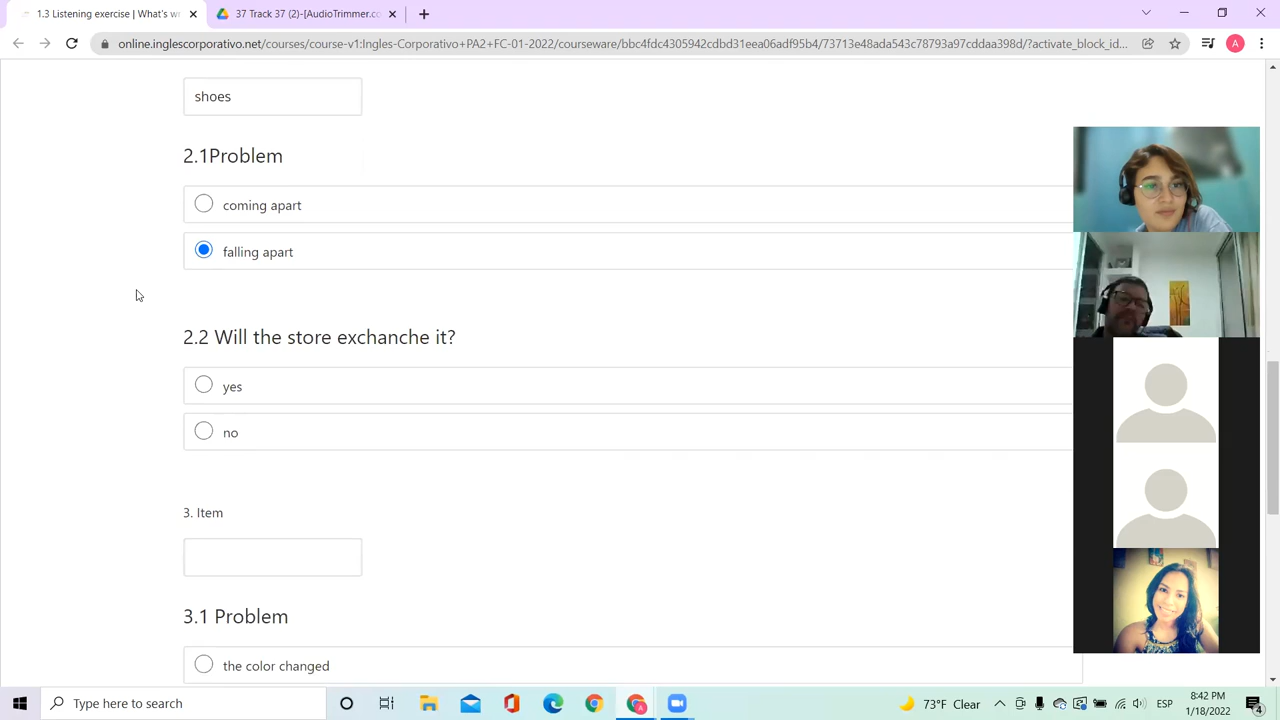 1.3 Listening exercise | What's wr
37 Track 37 (2)-[AudioTrimmer.co
online.inglescorporativo.net/courses/course-v1:Ingles-Corporativo+PA2+FC-01-2022/courseware/bbc4fdc4305942cdbd31eea06adf95b4/73713e48ada543c78793a97cddaa398d/?activate_block_id...
A
shoes
2.1Problem
coming apart
falling apart
2.2 Will the store exchanche it?
yes
no
3. Item
3.1 Problem
the color changed
Type here to search
A
73°F Clear
ESP
8:42 PM
1/18/2022
4